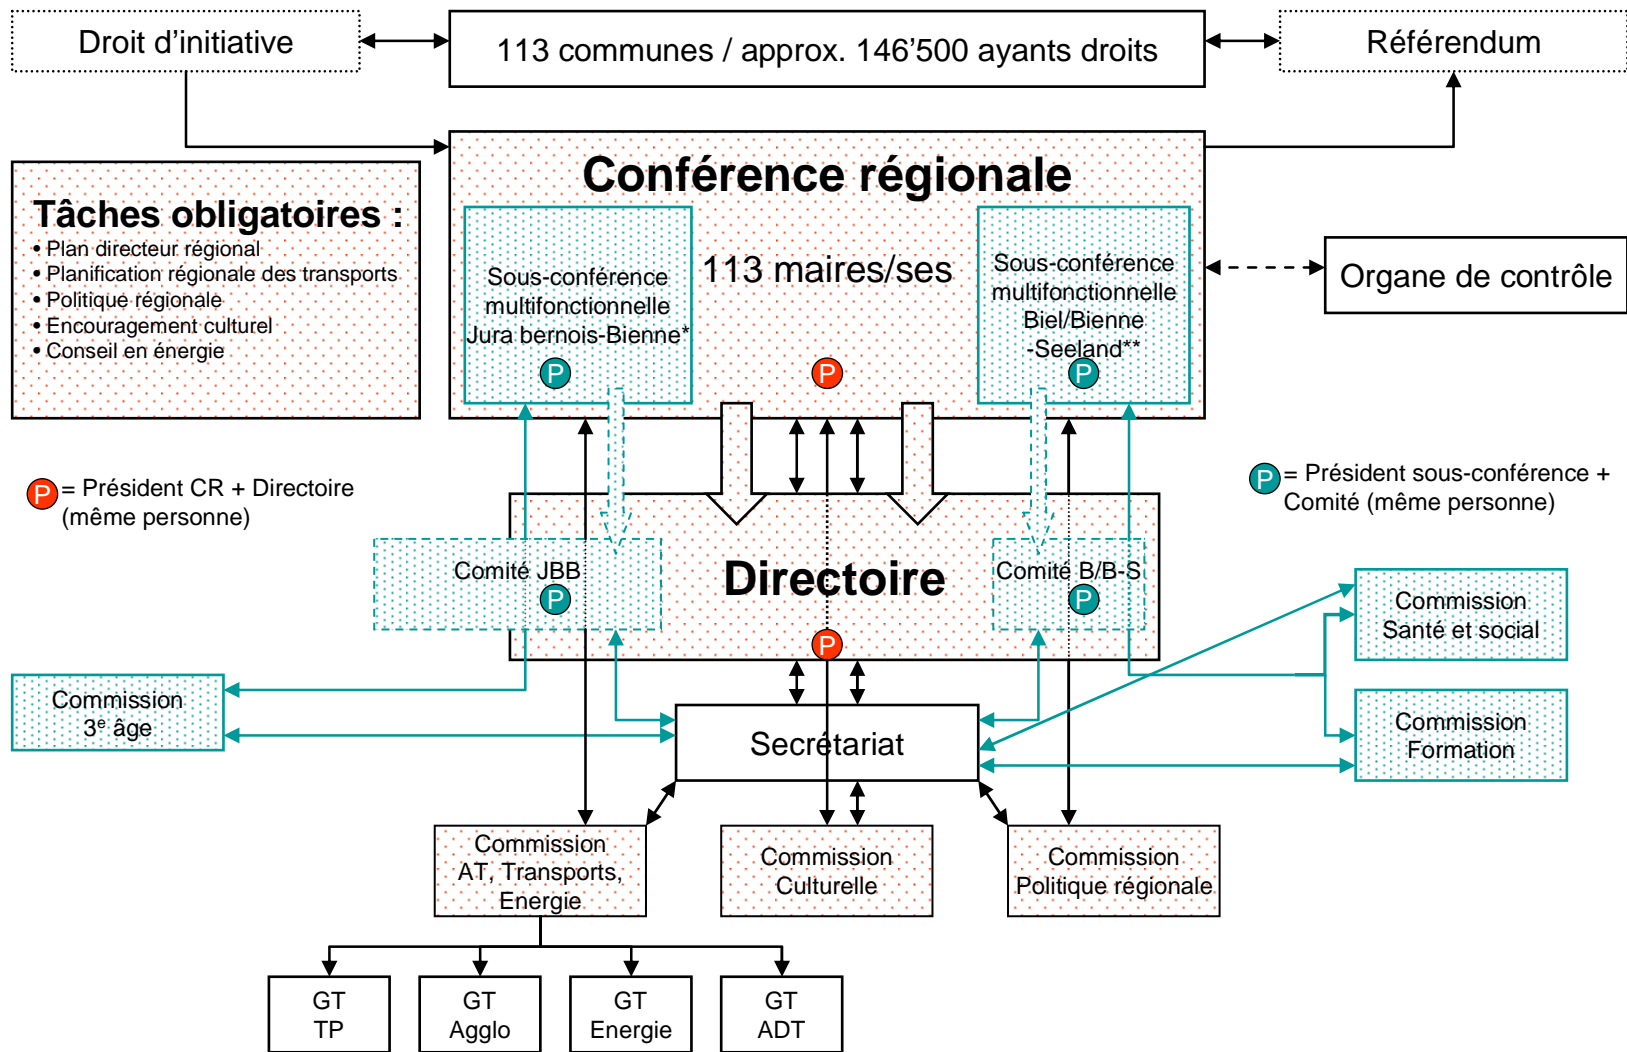 Droit d’initiative
113 communes / approx. 146’500 ayants droits
Référendum
Conférence régionale
Tâches obligatoires :
• Plan directeur régional
• Planification régionale des transports
• Politique régionale
• Encouragement culturel
• Conseil en énergie
Sous-conférence
multifonctionnelle
Jura bernois-Bienne*
P
113 maires/ses
P
Sous-conférence
multifonctionnelle
Biel/Bienne
-Seeland**
P
Organe de contrôle
P = Président CR + Directoire
(même personne)
P = Président sous-conférence +
Comité (même personne)
Comité JBB
P
Directoire
P
Comité B/B-S
P
Commission
Santé et social
Commission
3e âge
Secrétariat
Commission
Formation
Commission
AT, Transports,
Energie
Commission
Culturelle
Commission
Politique régionale
GT
TP
GT
Agglo
GT
Energie
GT
ADT